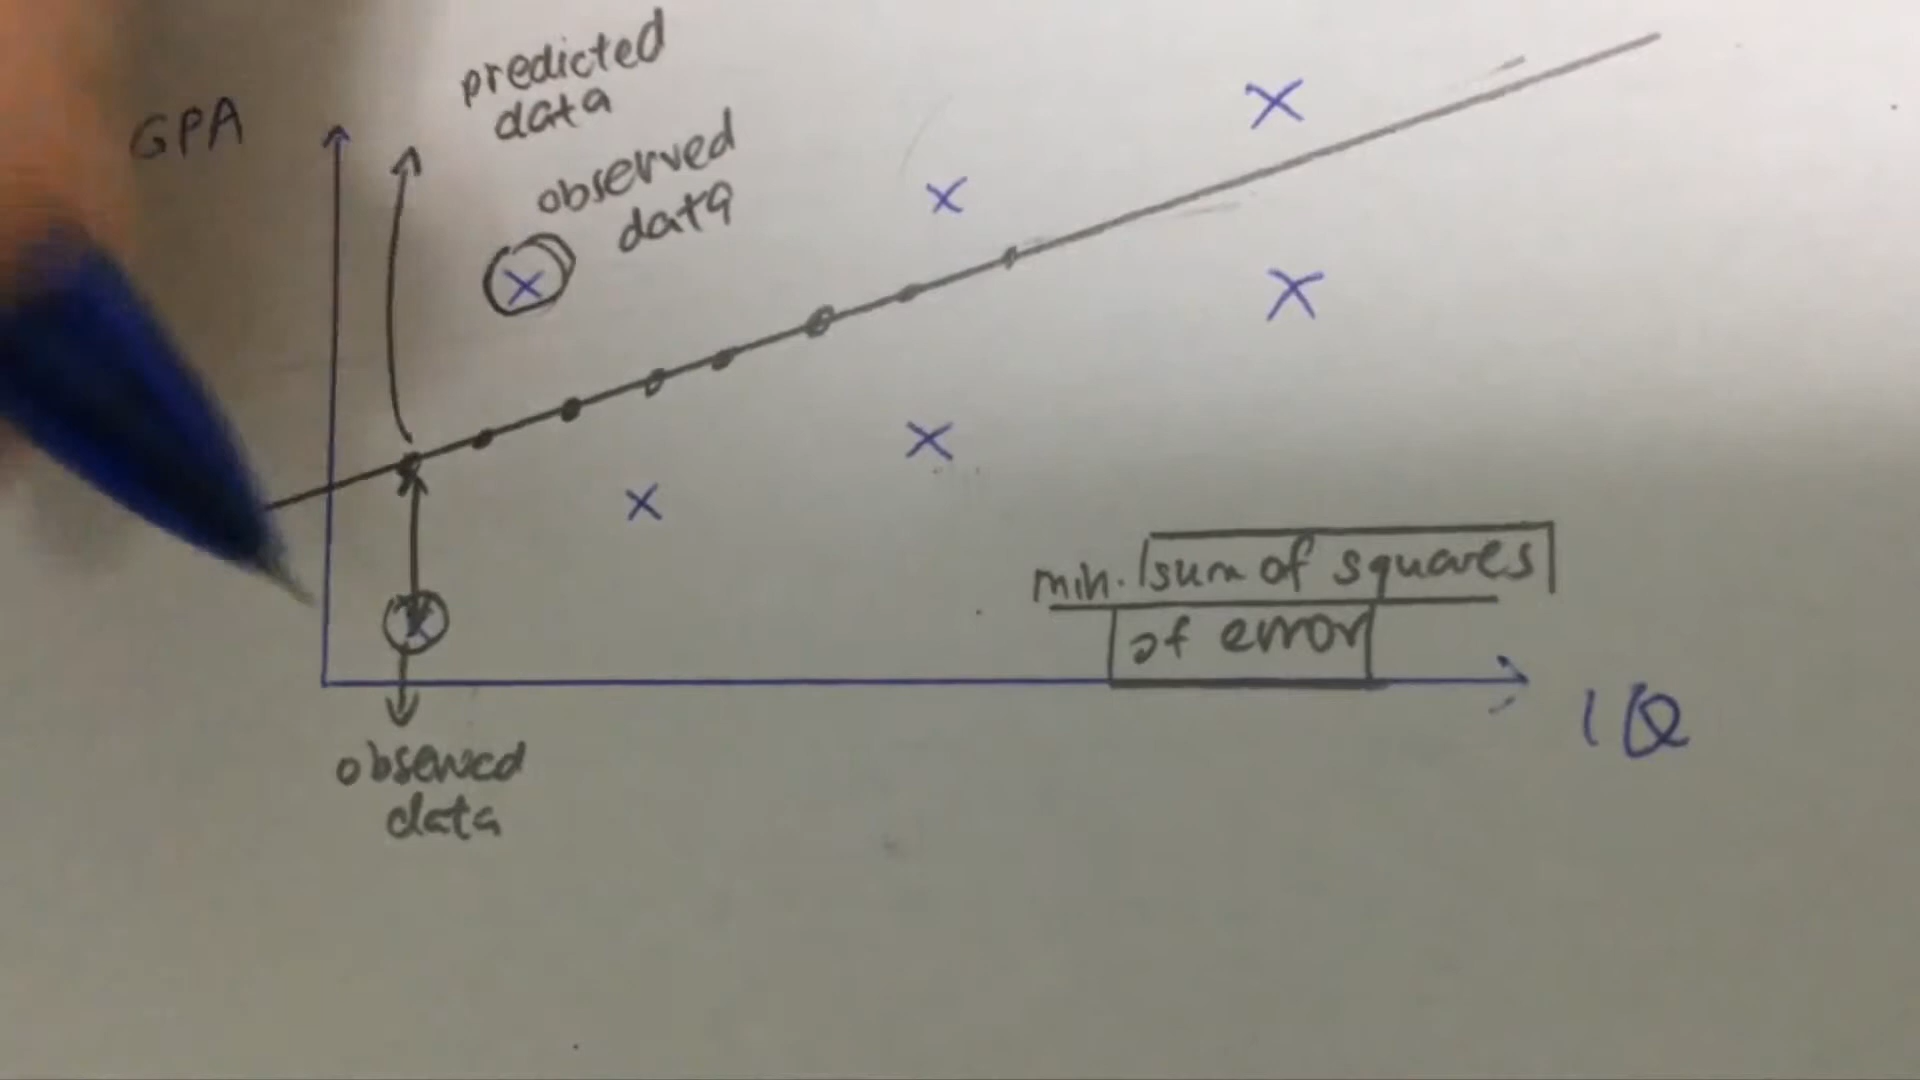 GPA
predicted
data
observed
data
min. sum of squares
of error
IQ
observed
data